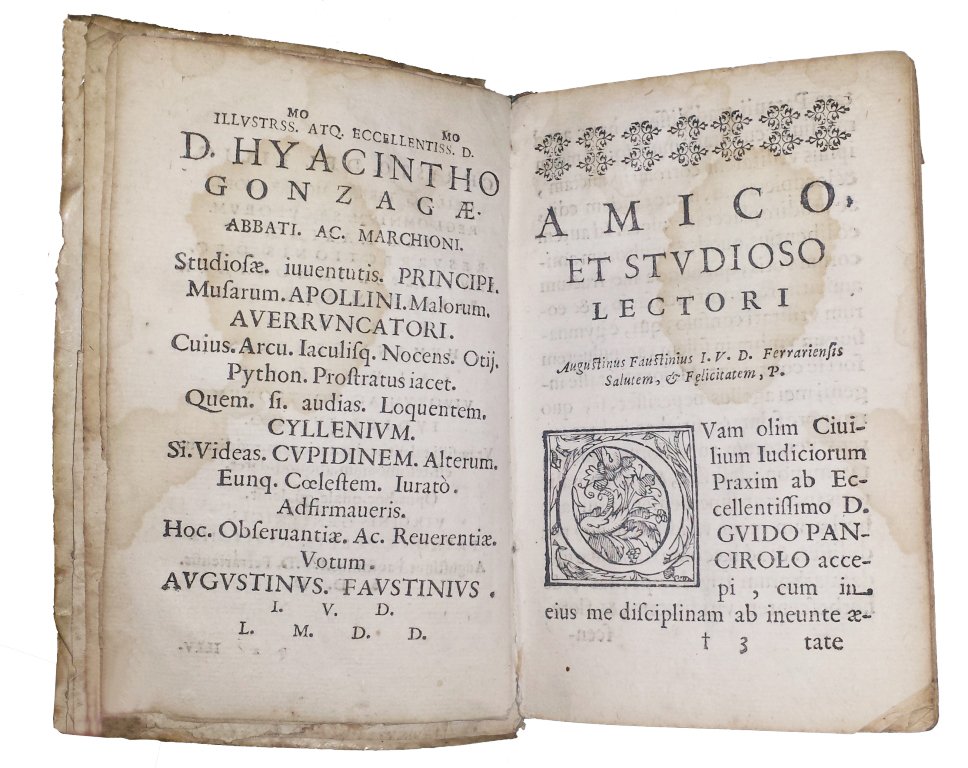 MO MO
ILLVSTRSS. ATQ. ECCELLENTISS. D.
D. HYACINTHO
GONZAGÆ.
ABBATI. AC. MARCHIONI.
Studiosæ. iuuentutis. PRINCIPI.
Musarum. APOLLINI. Malorum.
AVERRVNCATORI.
Cuius. Arcu. Iaculisq. Nocens. Otij.
Python. Prostratus iacet.
Quem. si. audias. Loquentem.
CYLLENIVM.
Si. Videas. CVPIDINEM. Alterum.
Eunq. Cœlestem. Iuratò.
Adfirmaueris.
Hoc. Obseruantiæ. Ac. Reuerentiæ.
Votum.
AVGVSTINVS. FAVSTINIVS.
I. V. D.
L. M. D. D.
AMICO,
ET STVDIOSO
LECTORI
Augustinus Faustinius I. V. D. Ferrariensis
Salutem, & Felicitatem, P.
QVam olim Ciui-
lium Iudiciorum
Praxim ab Ec-
cellentissimo D.
GVIDO PAN-
CIROLO acce-
pi, cum in
eius me disciplinam ab ineunte æ-
† 3 tate